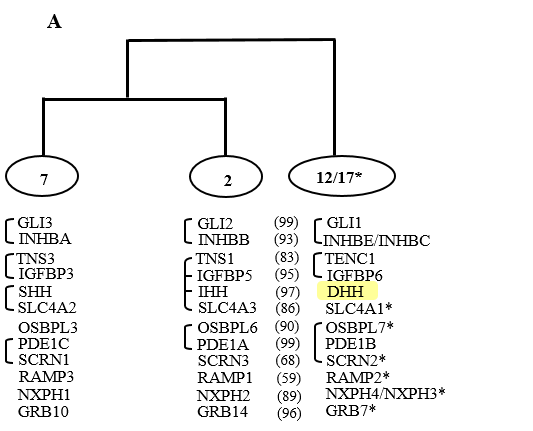 A
7 2 12/17*
GLI3 GLI2 (99) GLI1
INHBA INHBB (93) INHBE/INHBC
TNS3 TNS1 (83) TENC1
IGFBP3 IGFBP5 (95) IGFBP6
SHH IHH (97) DHH
SLC4A2 SLC4A3 (86) SLC4A1*
OSBPL3 OSBPL6 (90) OSBPL7*
PDE1C PDE1A (99) PDE1B
SCRN1 SCRN3 (68) SCRN2*
RAMP3 RAMP1 (59) RAMP2*
NXPH1 NXPH2 (89) NXPH4/NXPH3*
GRB10 GRB14 (96) GRB7*